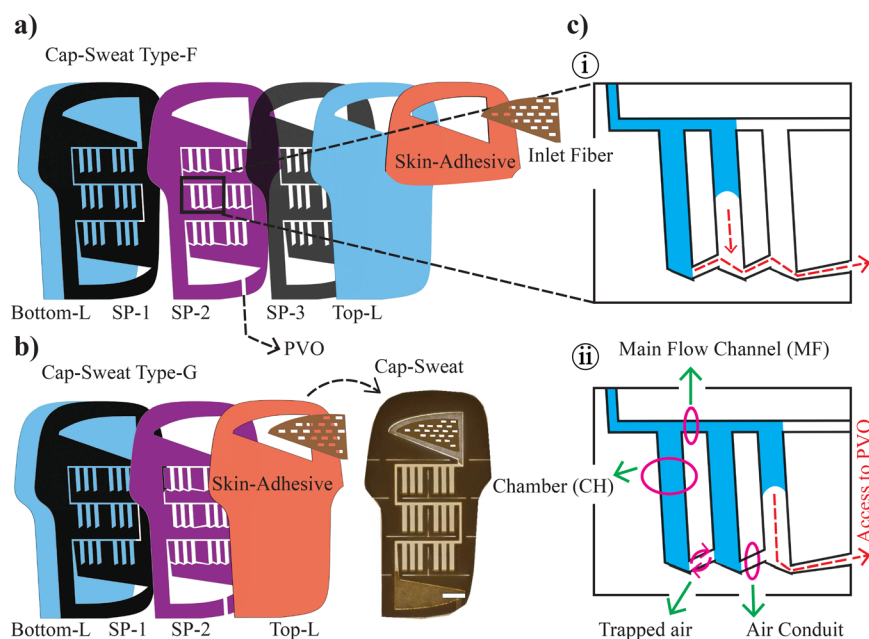 a)
Cap-Sweat Type-F
Skin-Adhesive
Inlet Fiber
Bottom-L SP-1 SP-2 SP-3 Top-L
PVO
b)
Cap-Sweat Type-G
Cap-Sweat
Skin-Adhesive
Bottom-L SP-1 SP-2 Top-L
c)
i
ii
Main Flow Channel (MF)
Chamber (CH)
Access to PVO
Trapped air
Air Conduit